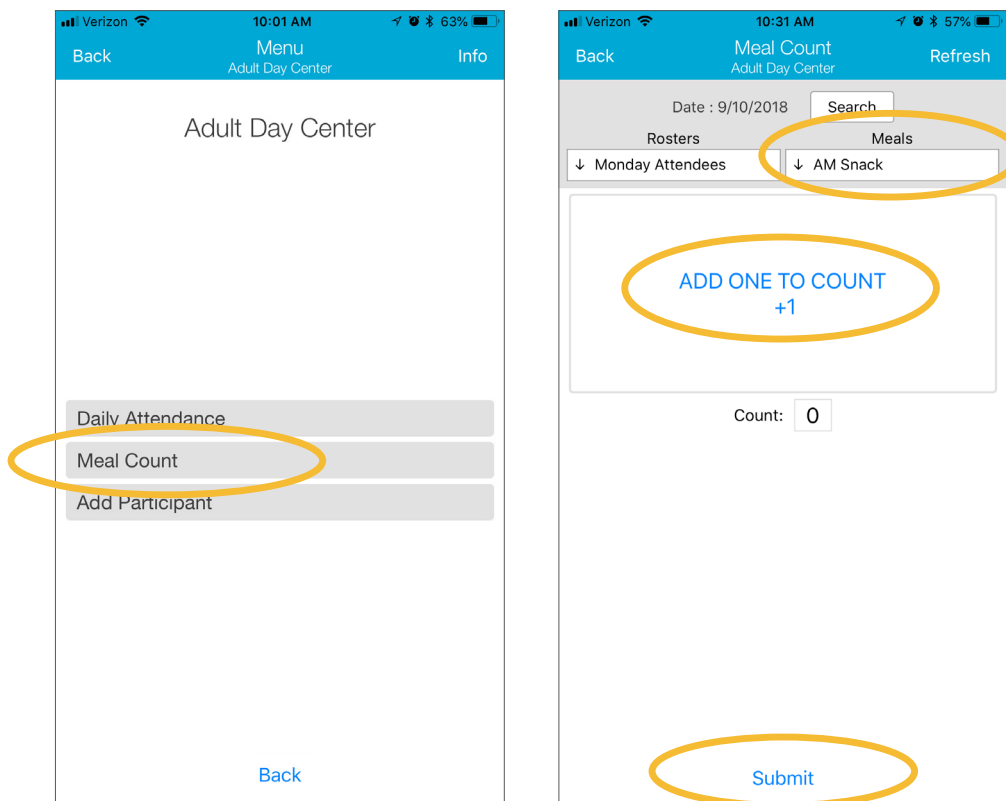 Verizon 10:01 AM 63%
Back Menu Info
Adult Day Center
Adult Day Center
Daily Attendance
Meal Count
Add Participant
Back
Verizon 10:31 AM 57%
Back Meal Count Refresh
Adult Day Center
Date : 9/10/2018 Search
Rosters Meals
↓ Monday Attendees ↓ AM Snack
ADD ONE TO COUNT
+1
Count: 0
Submit